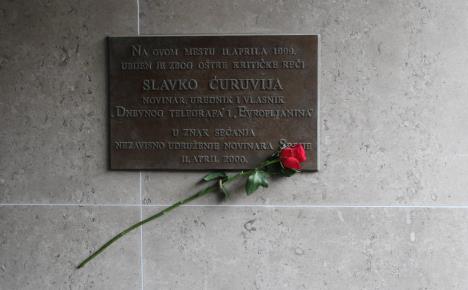 NA OVOM MESTU 11. APRILA 1999.
UBIJEN JE ZBOG OŠTRE KRITIČKE REČI
SLAVKO ĆURUVIJA
NOVINAR, UREDNIK I VLASNIK
„DNEVNOG TELEGRAFA" I „EVROPLJANINA"
U ZNAK SEĆANJA
NEZAVISNO UDRUŽENJE NOVINARA SRBIJE
11. APRIL 2000.